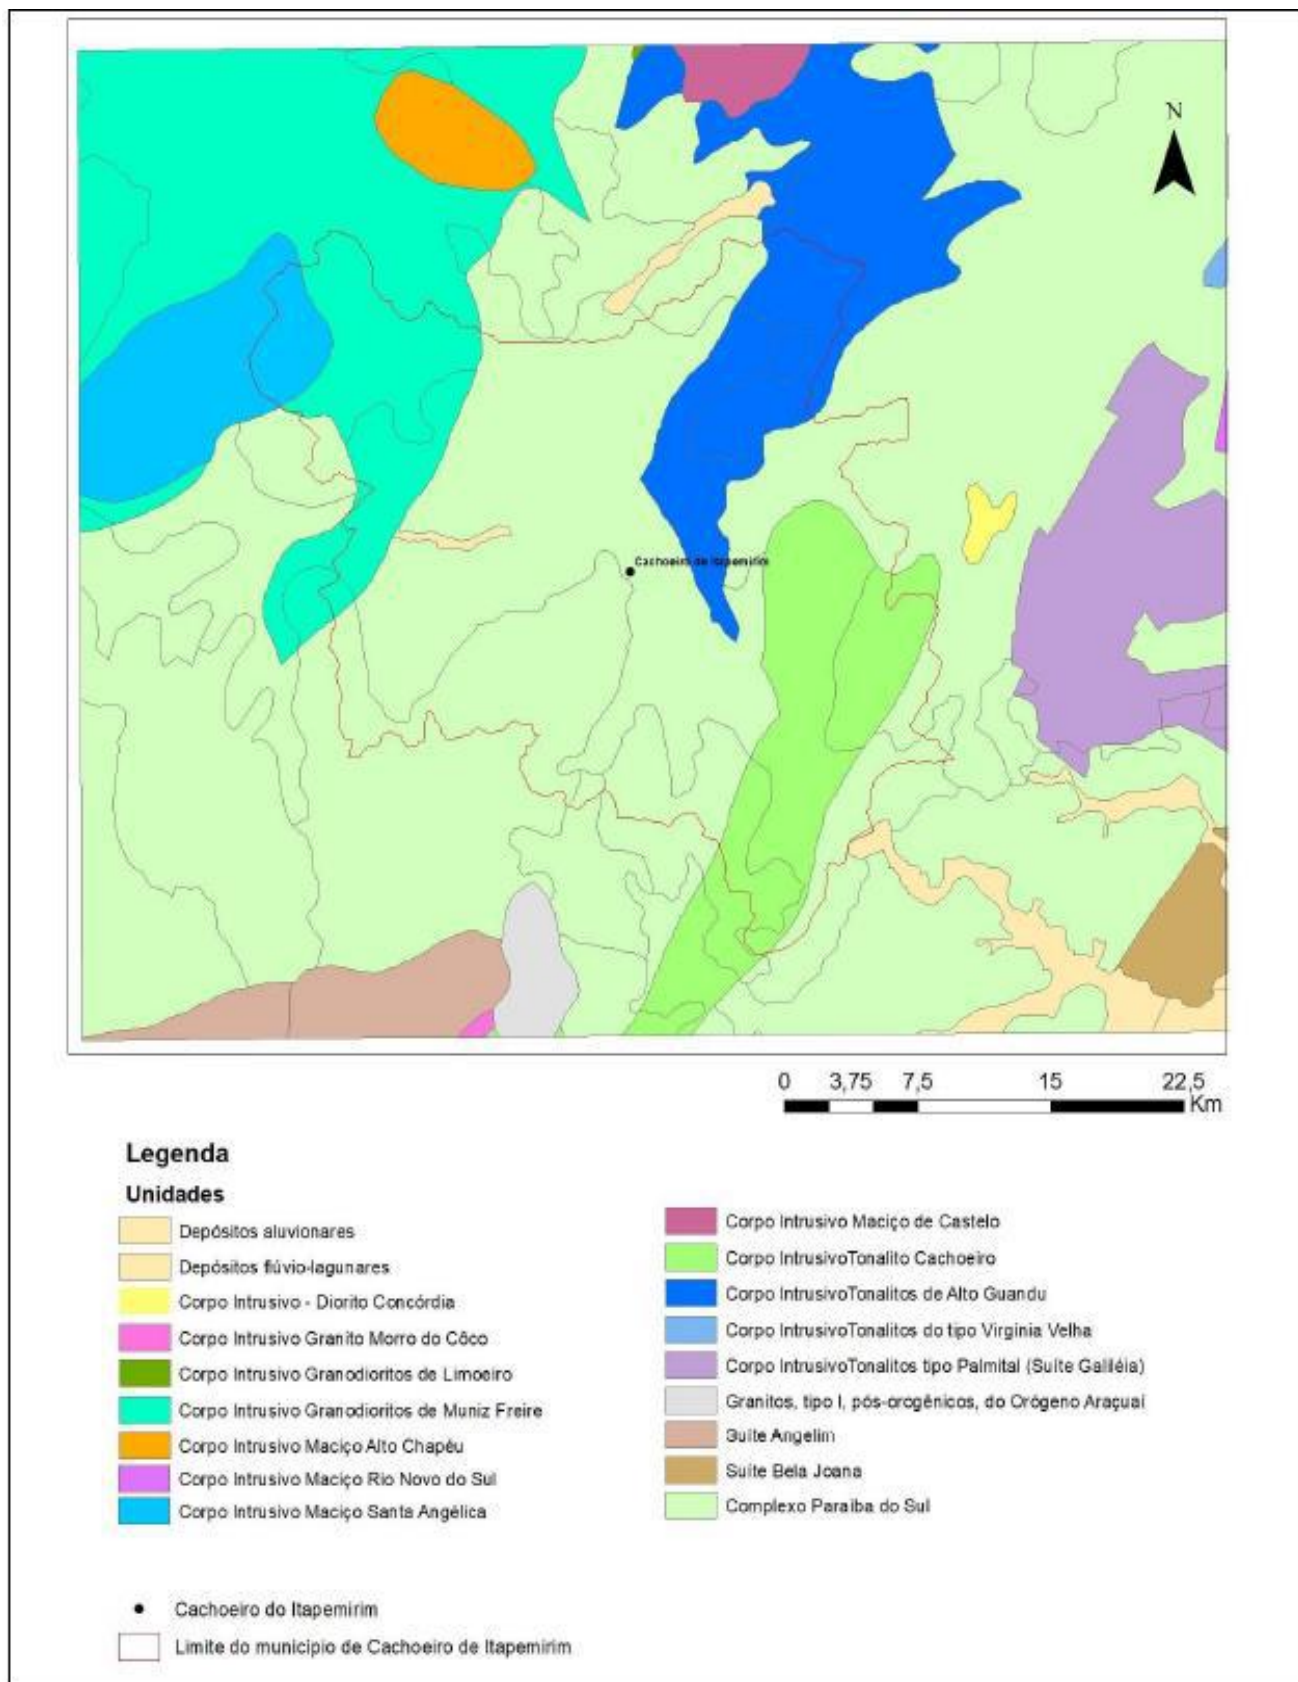 N
Cachoeiro de Itapemirim
0 3,75 7,5 15 22,5
Km
Legenda
Unidades
Depósitos aluvionares
Depósitos flúvio-lagunares
Corpo Intrusivo - Diorito Concórdia
Corpo Intrusivo Granito Morro do Côco
Corpo Intrusivo Granodioritos de Limoeiro
Corpo Intrusivo Granodioritos de Muniz Freire
Corpo Intrusivo Maciço Alto Chapéu
Corpo Intrusivo Maciço Rio Novo do Sul
Corpo Intrusivo Maciço Santa Angélica
Corpo Intrusivo Maciço de Castelo
Corpo IntrusivoTonalito Cachoeiro
Corpo IntrusivoTonalitos de Alto Guandu
Corpo IntrusivoTonalitos do tipo Virginia Velha
Corpo IntrusivoTonalitos tipo Palmital (Suíte Galiléia)
Granitos, tipo I, pós-orogênicos, do Orógeno Araçuaí
Suíte Angelim
Suíte Bela Joana
Complexo Paraíba do Sul
Cachoeiro do Itapemirim
Limite do município de Cachoeiro de Itapemirim